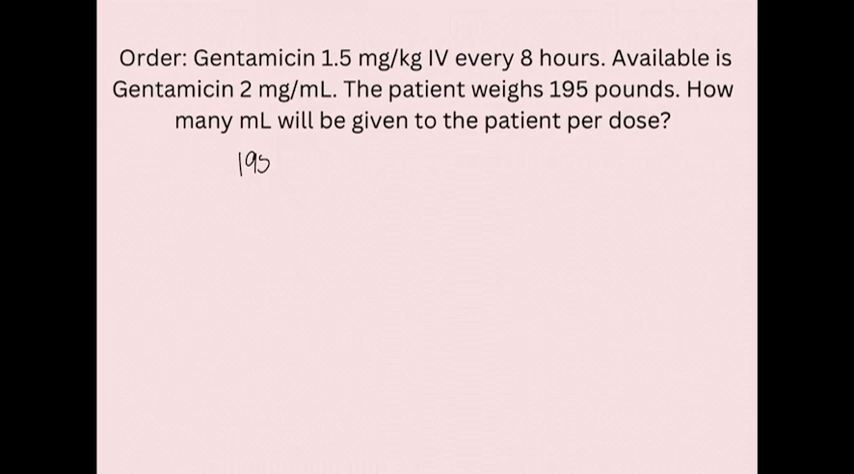 Order: Gentamicin 1.5 mg/kg IV every 8 hours. Available is
Gentamicin 2 mg/mL. The patient weighs 195 pounds. How
many mL will be given to the patient per dose?
195